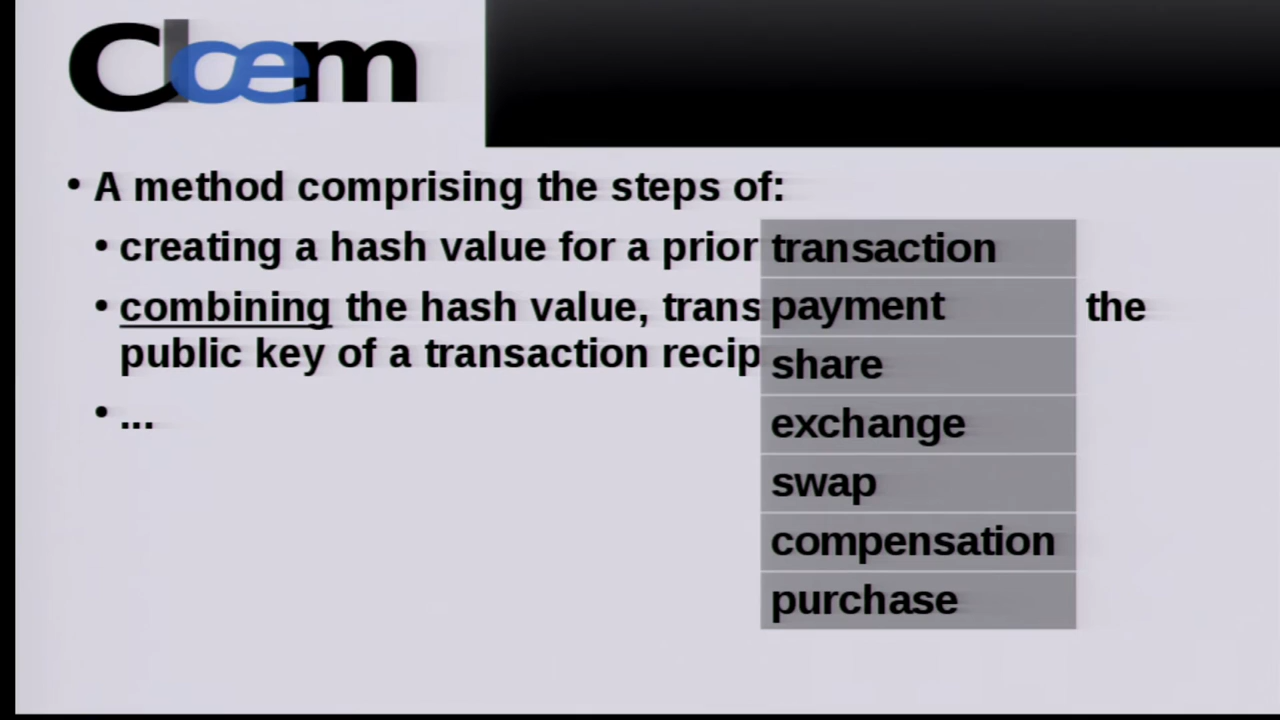 Cloem
• A method comprising the steps of:
• creating a hash value for a prior transaction
• combining the hash value, trans payment the
public key of a transaction recip share
• ... exchange
swap
compensation
purchase